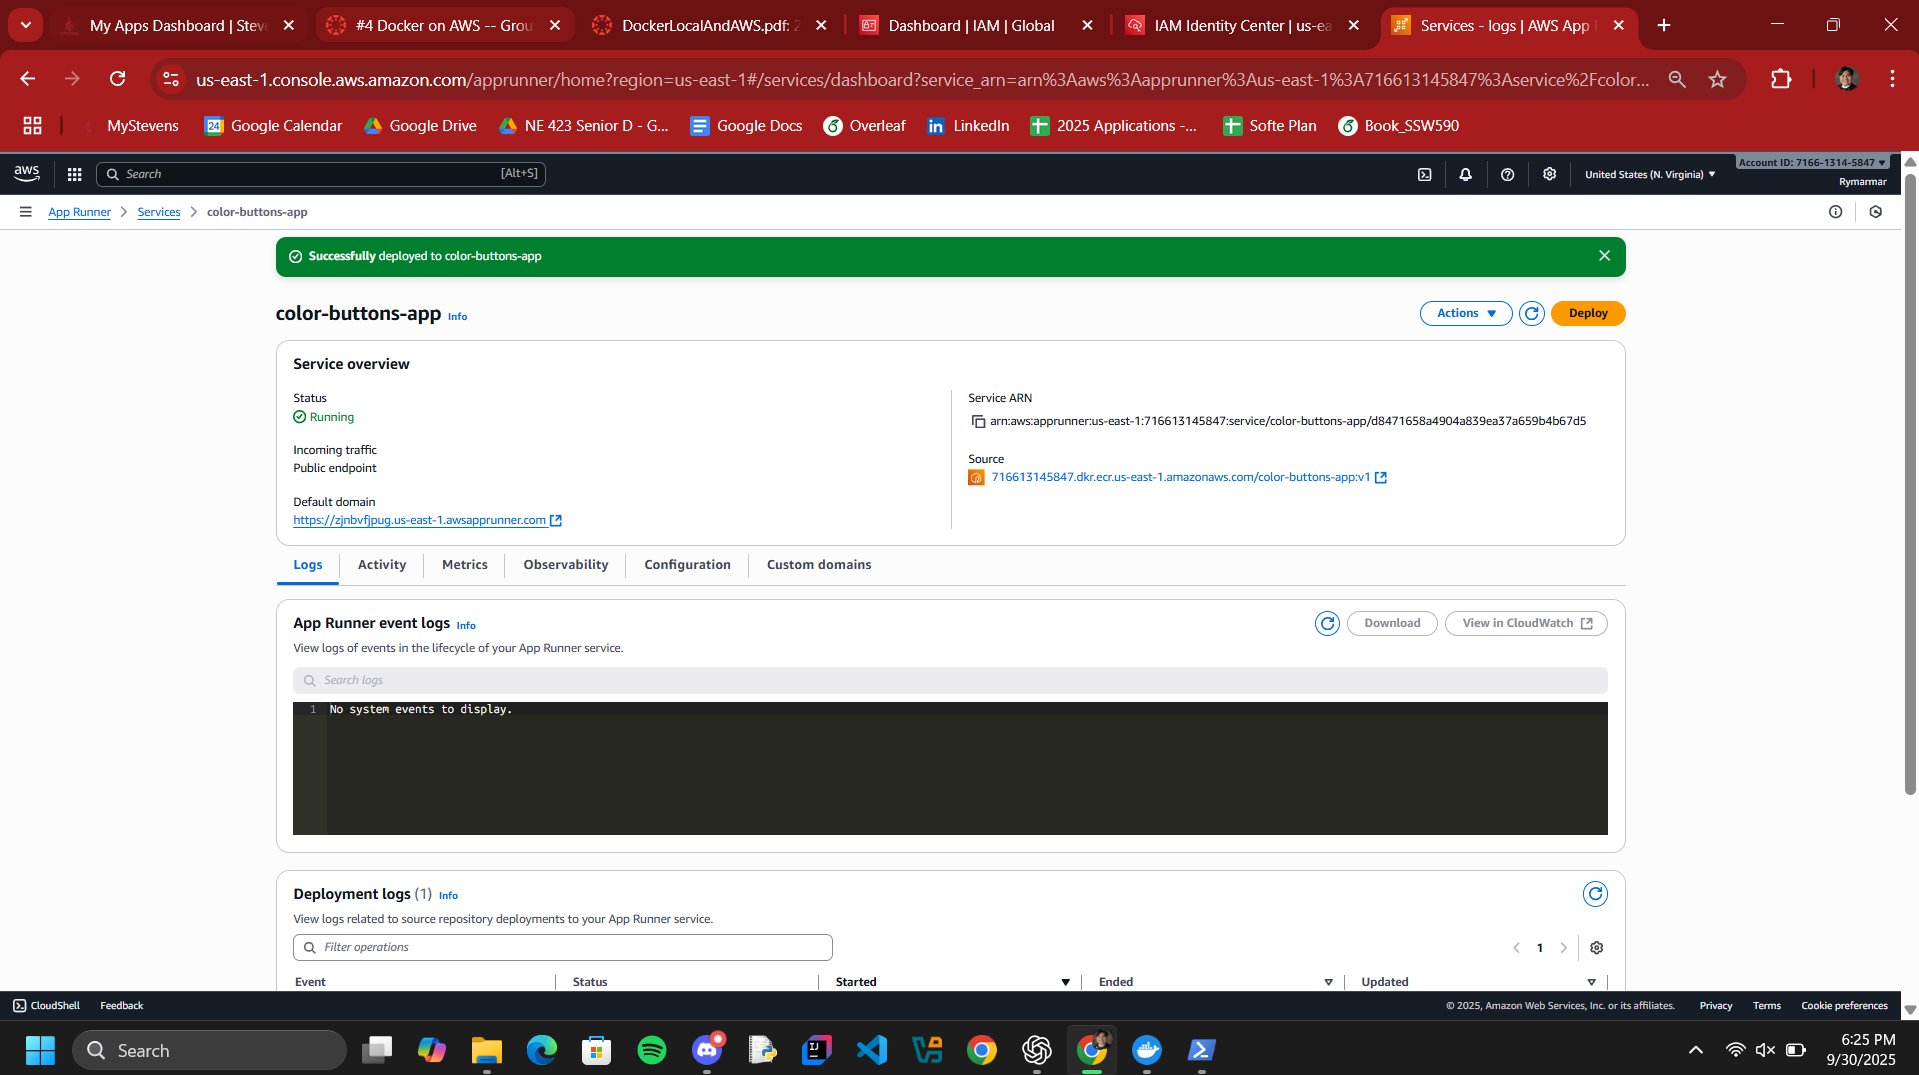 My Apps Dashboard | Steve
#4 Docker on AWS -- Grou
DockerLocalAndAWS.pdf: 2
Dashboard | IAM | Global
IAM Identity Center | us-ea
Services - logs | AWS App
us-east-1.console.aws.amazon.com/apprunner/home?region=us-east-1#/services/dashboard?service_arn=arn%3Aaws%3Aapprunner%3Aus-east-1%3A716613145847%3Aservice%2Fcolor...
MyStevens
24
Google Calendar
Google Drive
NE 423 Senior D - G...
Google Docs
Overleaf
in
LinkedIn
2025 Applications -...
Softe Plan
Book_SSW590
aws
Search
[Alt+S]
United States (N. Virginia)
Account ID: 7166-1314-5847
Rymarmar
App Runner
Services
color-buttons-app
Successfully deployed to color-buttons-app
color-buttons-app Info
Actions
Deploy
Service overview
Status
Running
Incoming traffic
Public endpoint
Default domain
https://zjnbvfjpug.us-east-1.awsapprunner.com
Service ARN
arn:aws:apprunner:us-east-1:716613145847:service/color-buttons-app/d8471658a4904a839ea37a659b4b67d5
Source
716613145847.dkr.ecr.us-east-1.amazonaws.com/color-buttons-app:v1
Logs
Activity
Metrics
Observability
Configuration
Custom domains
App Runner event logs Info
Download
View in CloudWatch
View logs of events in the lifecycle of your App Runner service.
Search logs
1 No system events to display.
Deployment logs (1) Info
View logs related to source repository deployments to your App Runner service.
Filter operations
1
Event
Status
Started
Ended
Updated
CloudShell
Feedback
© 2025, Amazon Web Services, Inc. or its affiliates.
Privacy
Terms
Cookie preferences
Search
6:25 PM
9/30/2025